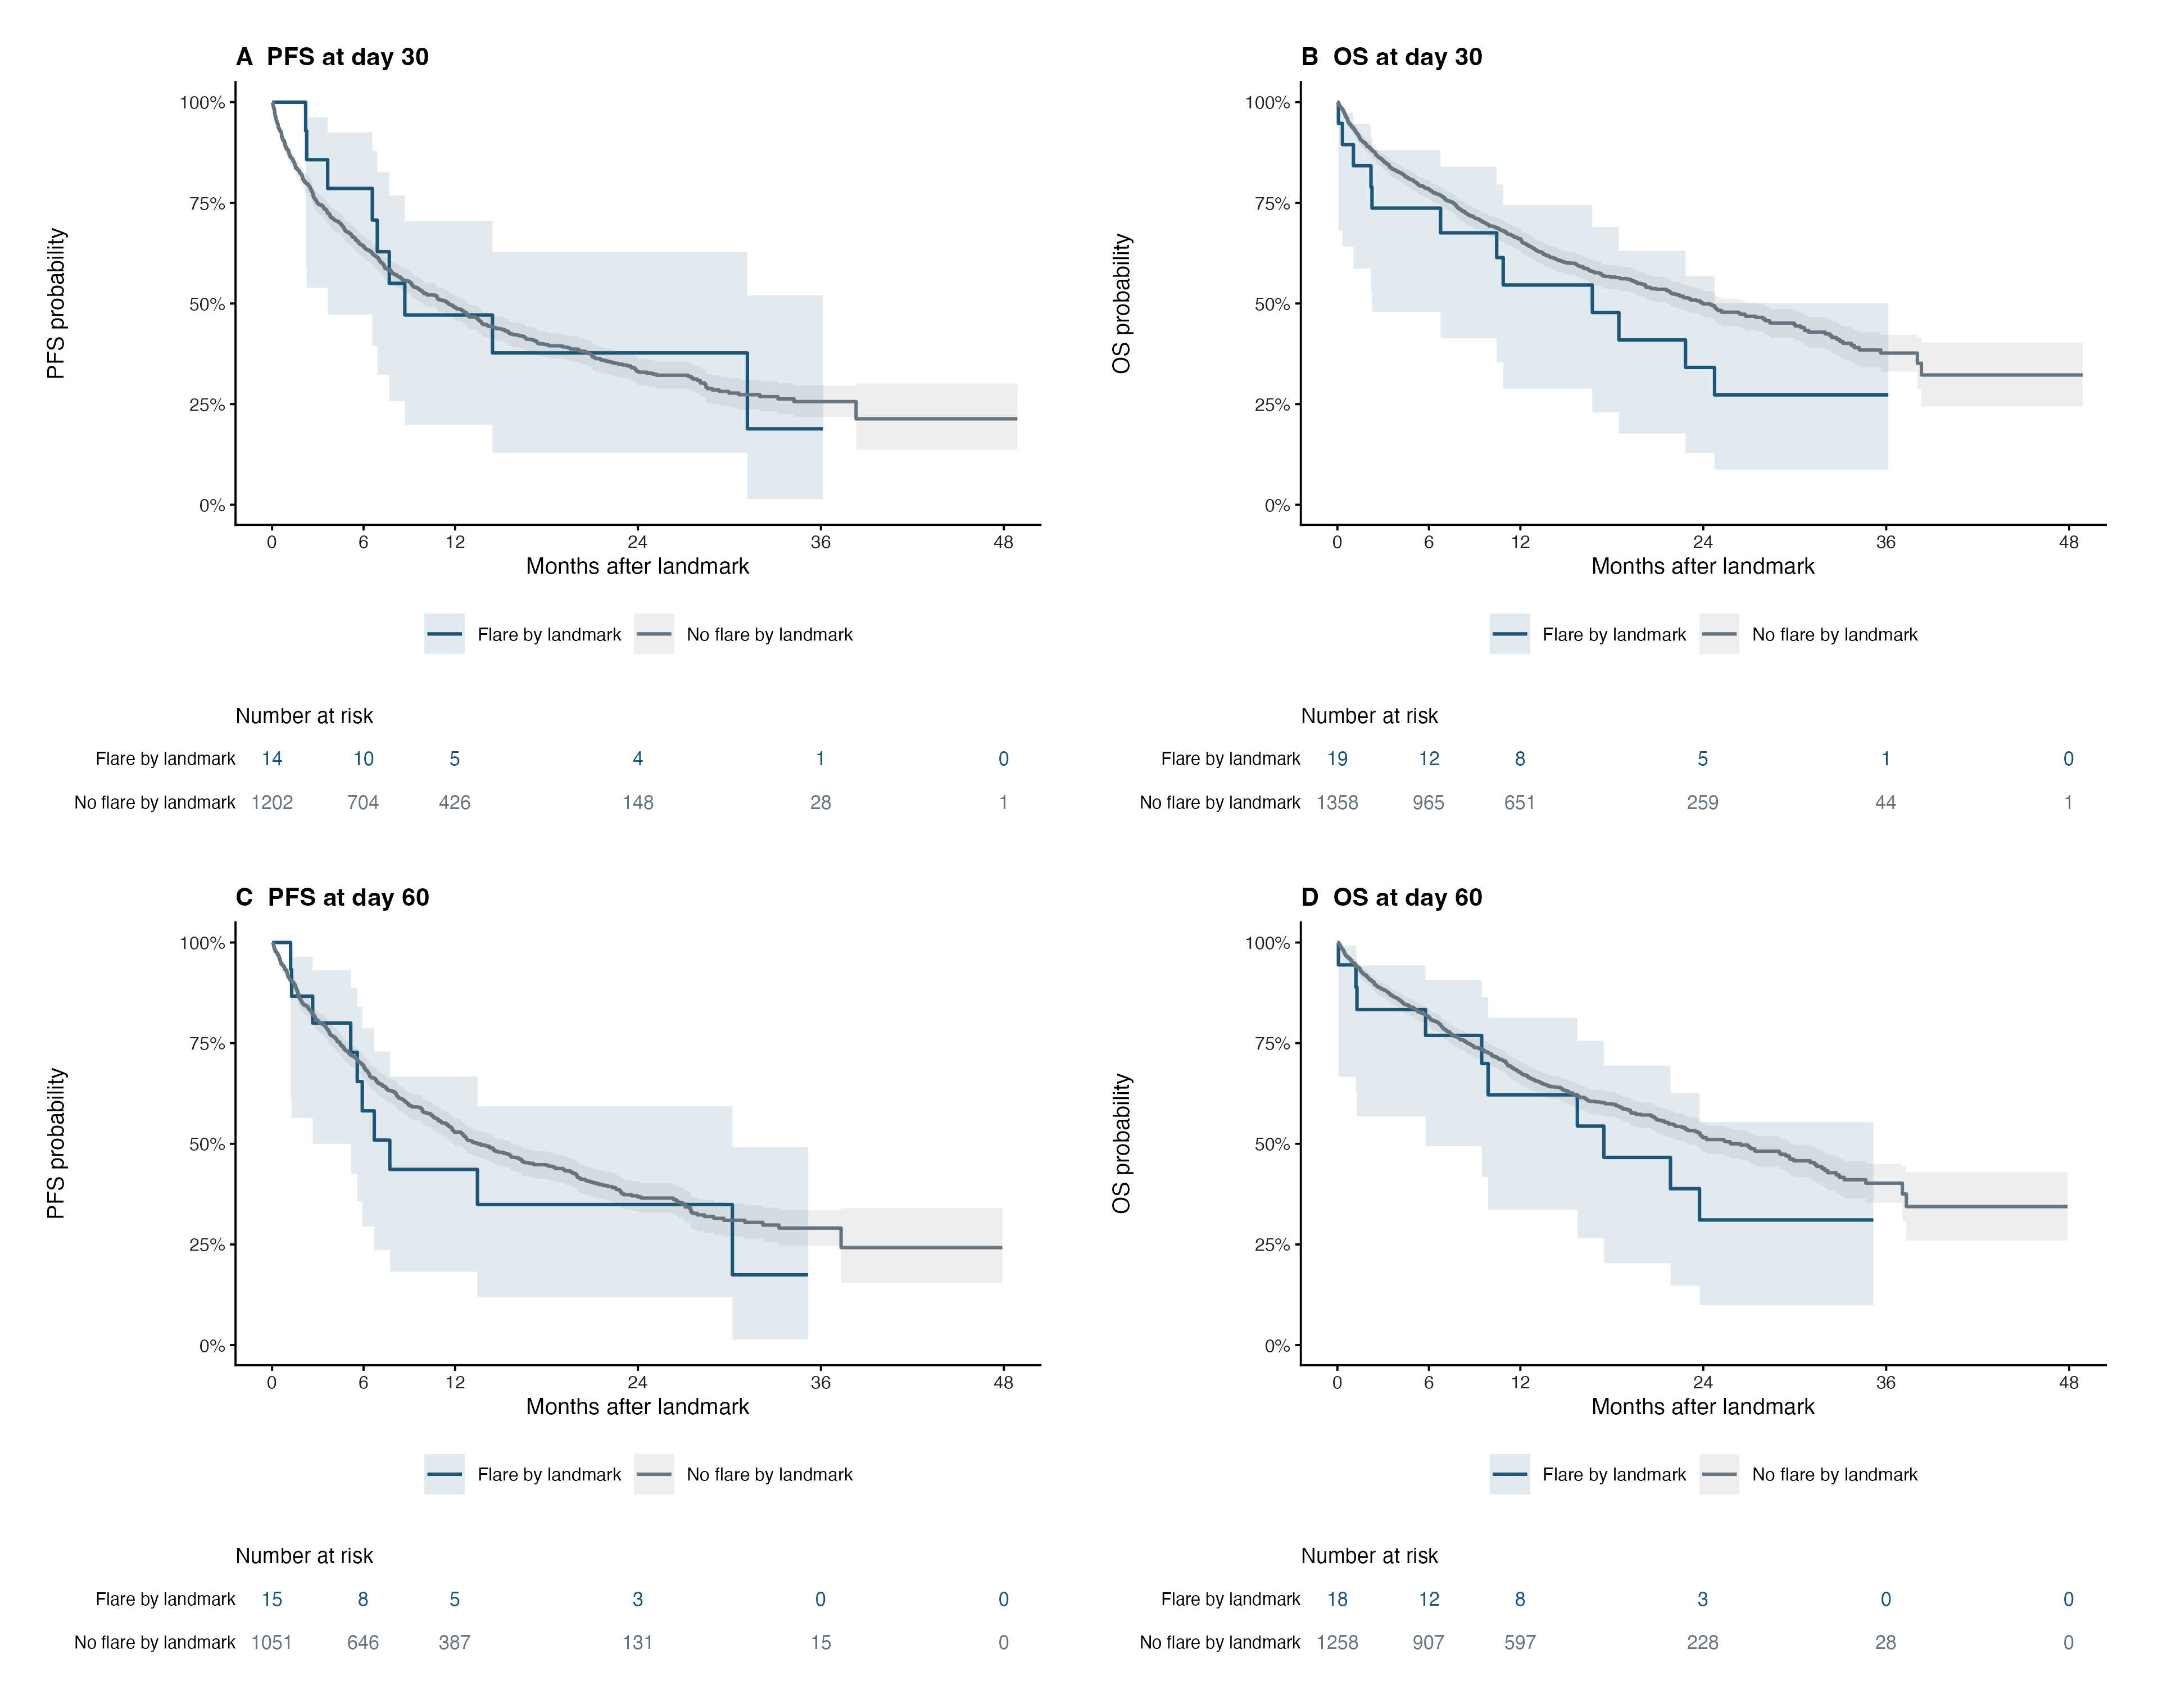 A PFS at day 30
PFS probability
100%
75%
50%
25%
0%
0 6 12 24 36 48
Months after landmark
Flare by landmark No flare by landmark
Number at risk
Flare by landmark 14 10 5 4 1 0
No flare by landmark 1202 704 426 148 28 1
B OS at day 30
OS probability
100%
75%
50%
25%
0%
0 6 12 24 36 48
Months after landmark
Flare by landmark No flare by landmark
Number at risk
Flare by landmark 19 12 8 5 1 0
No flare by landmark 1358 965 651 259 44 1
C PFS at day 60
PFS probability
100%
75%
50%
25%
0%
0 6 12 24 36 48
Months after landmark
Flare by landmark No flare by landmark
Number at risk
Flare by landmark 15 8 5 3 0 0
No flare by landmark 1051 646 387 131 15 0
D OS at day 60
OS probability
100%
75%
50%
25%
0%
0 6 12 24 36 48
Months after landmark
Flare by landmark No flare by landmark
Number at risk
Flare by landmark 18 12 8 3 0 0
No flare by landmark 1258 907 597 228 28 0